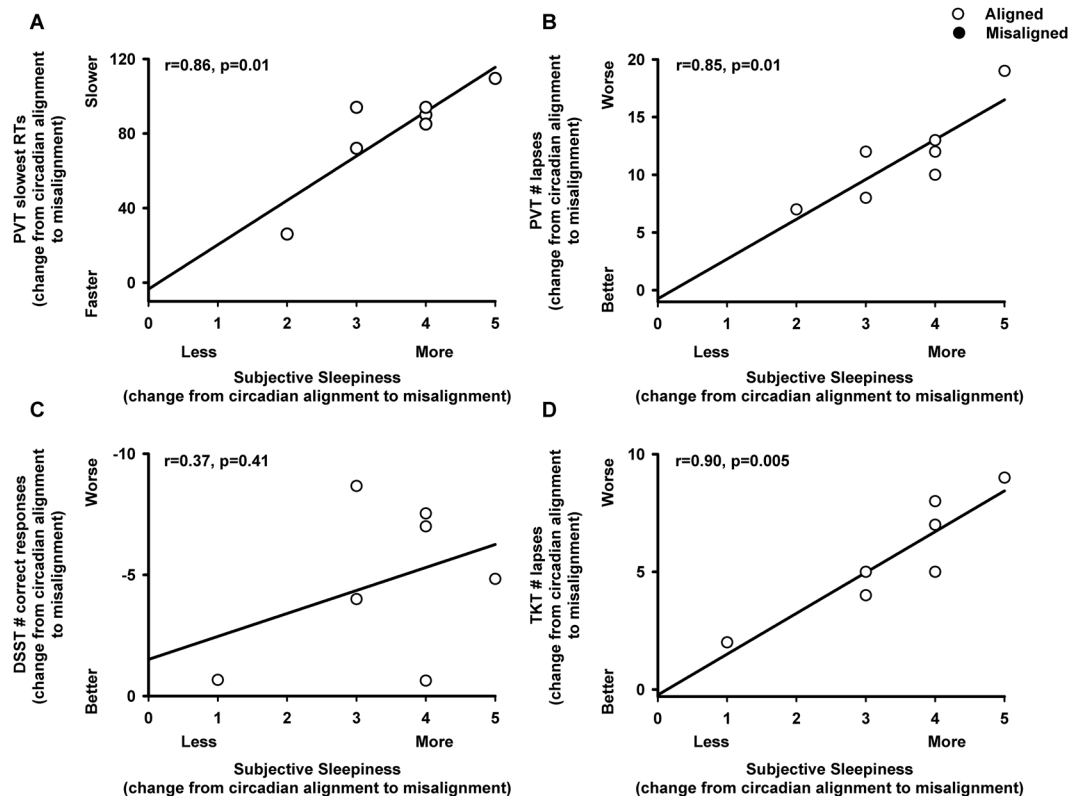 Aligned
Misaligned
A
r=0.86, p=0.01
PVT slowest RTs
(change from circadian alignment
to misalignment)
Slower
Faster
120
80
40
0
0 1 2 3 4 5
Less More
Subjective Sleepiness
(change from circadian alignment to misalignment)
B
r=0.85, p=0.01
PVT # lapses
(change from circadian alignment
to misalignment)
Worse
Better
20
15
10
5
0
0 1 2 3 4 5
Less More
Subjective Sleepiness
(change from circadian alignment to misalignment)
C
r=0.37, p=0.41
DSST # correct responses
(change from circadian alignment
to misalignment)
Worse
Better
-10
-5
0
0 1 2 3 4 5
Less More
Subjective Sleepiness
(change from circadian alignment to misalignment)
D
r=0.90, p=0.005
TKT # lapses
(change from circadian alignment
to misalignment)
Worse
Better
10
5
0
0 1 2 3 4 5
Less More
Subjective Sleepiness
(change from circadian alignment to misalignment)